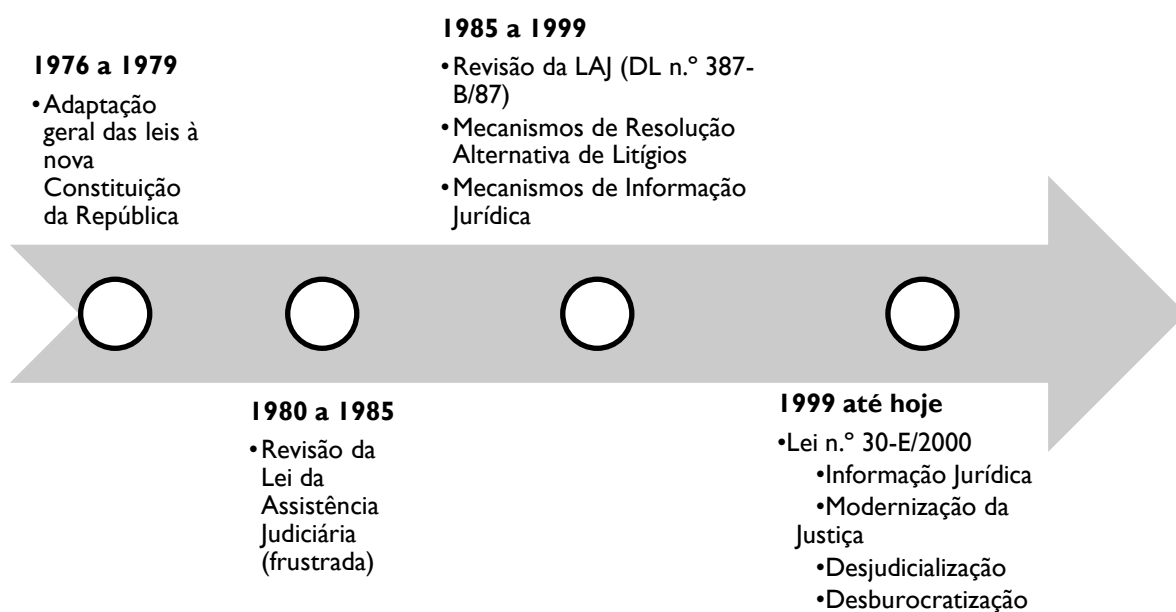 1976 a 1979
•Adaptação
geral das leis à
nova
Constituição
da República
1980 a 1985
•Revisão da
Lei da
Assistência
Judiciária
(frustrada)
1985 a 1999
•Revisão da LAJ (DL n.º 387-
B/87)
•Mecanismos de Resolução
Alternativa de Litígios
•Mecanismos de Informação
Jurídica
1999 até hoje
•Lei n.º 30-E/2000
•Informação Jurídica
•Modernização da
Justiça
•Desjudicialização
•Desburocratização